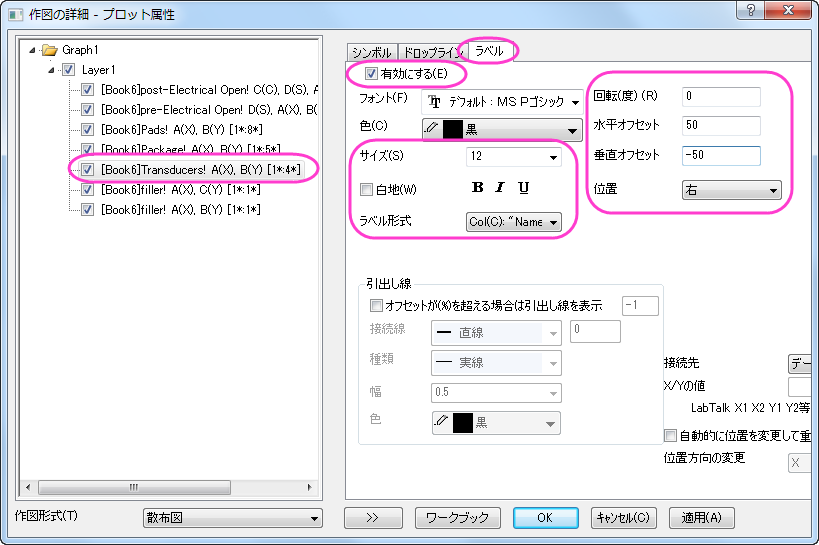 作図の詳細 - プロット属性
Graph1
Layer1
[Book6]post-Electrical Open! C(C), D(S), A
[Book6]pre-Electrical Open! D(S), A(X), B(
[Book6]Pads! A(X), B(Y) [1*:8*]
[Book6]Package! A(X), B(Y) [1*:5*]
[Book6]Transducers! A(X), B(Y) [1*:4*]
[Book6]filler! A(X), C(Y) [1*:1*]
[Book6]filler! A(X), B(Y) [1*:1*]
作図形式(T)
散布図
シンボル
ドロップライン
ラベル
有効にする(E)
フォント(F)
デフォルト: MS Pゴシック
色(C)
黒
サイズ(S)
12
白地(W)
B I U
ラベル形式
Col(C): "Name
回転(度) (R)
0
水平オフセット
50
垂直オフセット
-50
位置
右
引出し線
オフセットが(%)を超える場合は引出し線を表示
-1
接続線
直線
0
種類
実線
幅
0.5
色
黒
接続先
デー
X/Yの値
LabTalk X1 X2 Y1 Y2等
自動的に位置を変更して重
位置方向の変更
X
>>
ワークブック
OK
キャンセル(C)
適用(A)